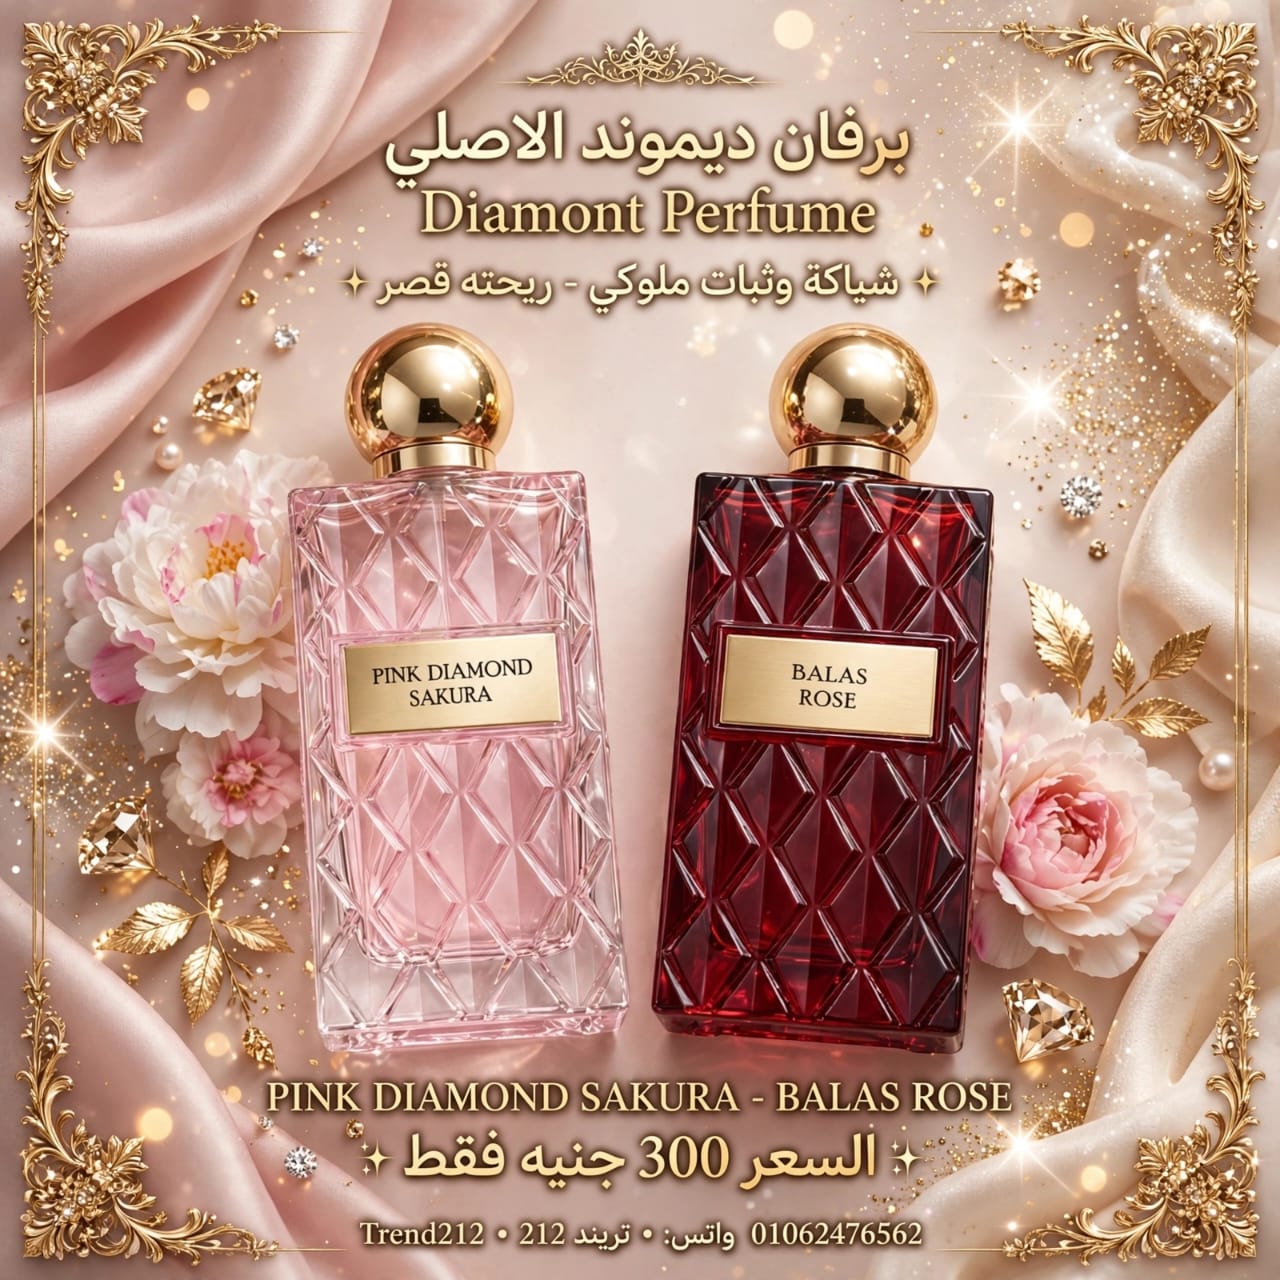 برفان ديموند الاصلي
Diamont Perfume
شياكة وثبات ملوكي - ريحته قصر
PINK DIAMOND
SAKURA
BALAS
ROSE
PINK DIAMOND SAKURA - BALAS ROSE
السعر 300 جنيه فقط
Trend212 • تريند 212 • واتس: 01062476562